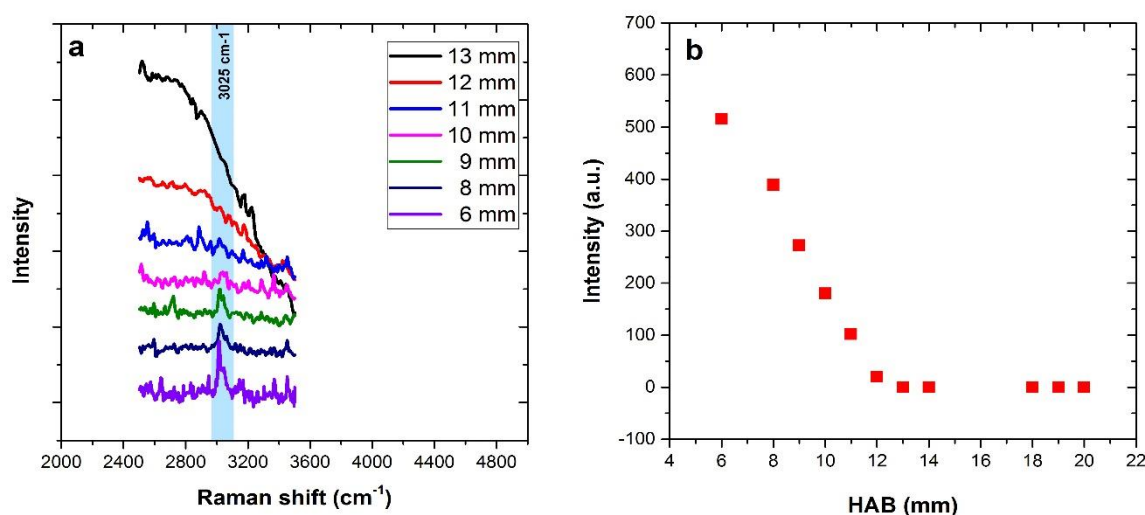 a
3025 cm-1
13 mm
12 mm
11 mm
10 mm
9 mm
8 mm
6 mm
Intensity
2000 2400 2800 3200 3600 4000 4400 4800
Raman shift (cm⁻¹)
b
700
600
500
400
300
200
100
0
-100
Intensity (a.u.)
4 6 8 10 12 14 16 18 20 22
HAB (mm)